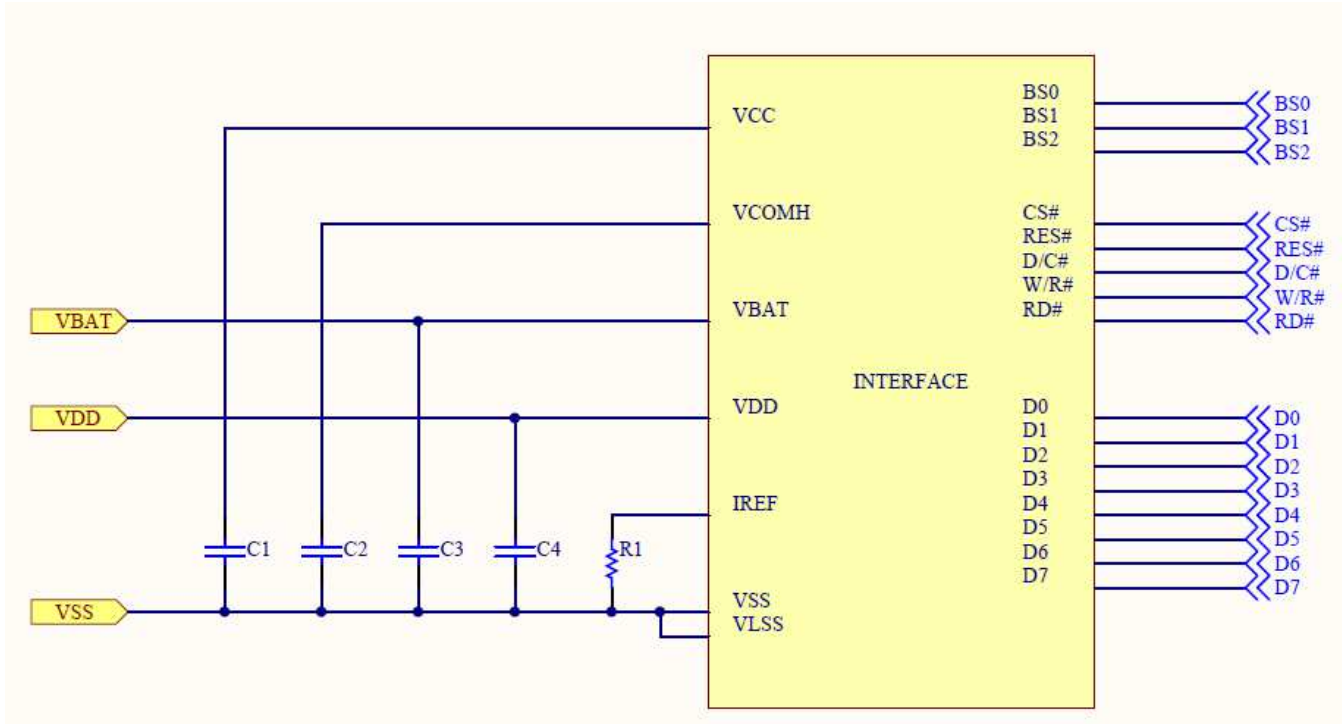 BS0
BS0
VCC
BS1
BS1
BS2
BS2
VCOMH
CS#
CS#
RES#
RES#
D/C#
D/C#
W/R#
W/R#
VBAT
VBAT
RD#
RD#
INTERFACE
VDD
VDD
D0
D0
D1
D1
D2
D2
D3
D3
IREF
D4
D4
C1
C2
C3
C4
R1
D5
D5
D6
D6
D7
D7
VSS
VSS
VLSS